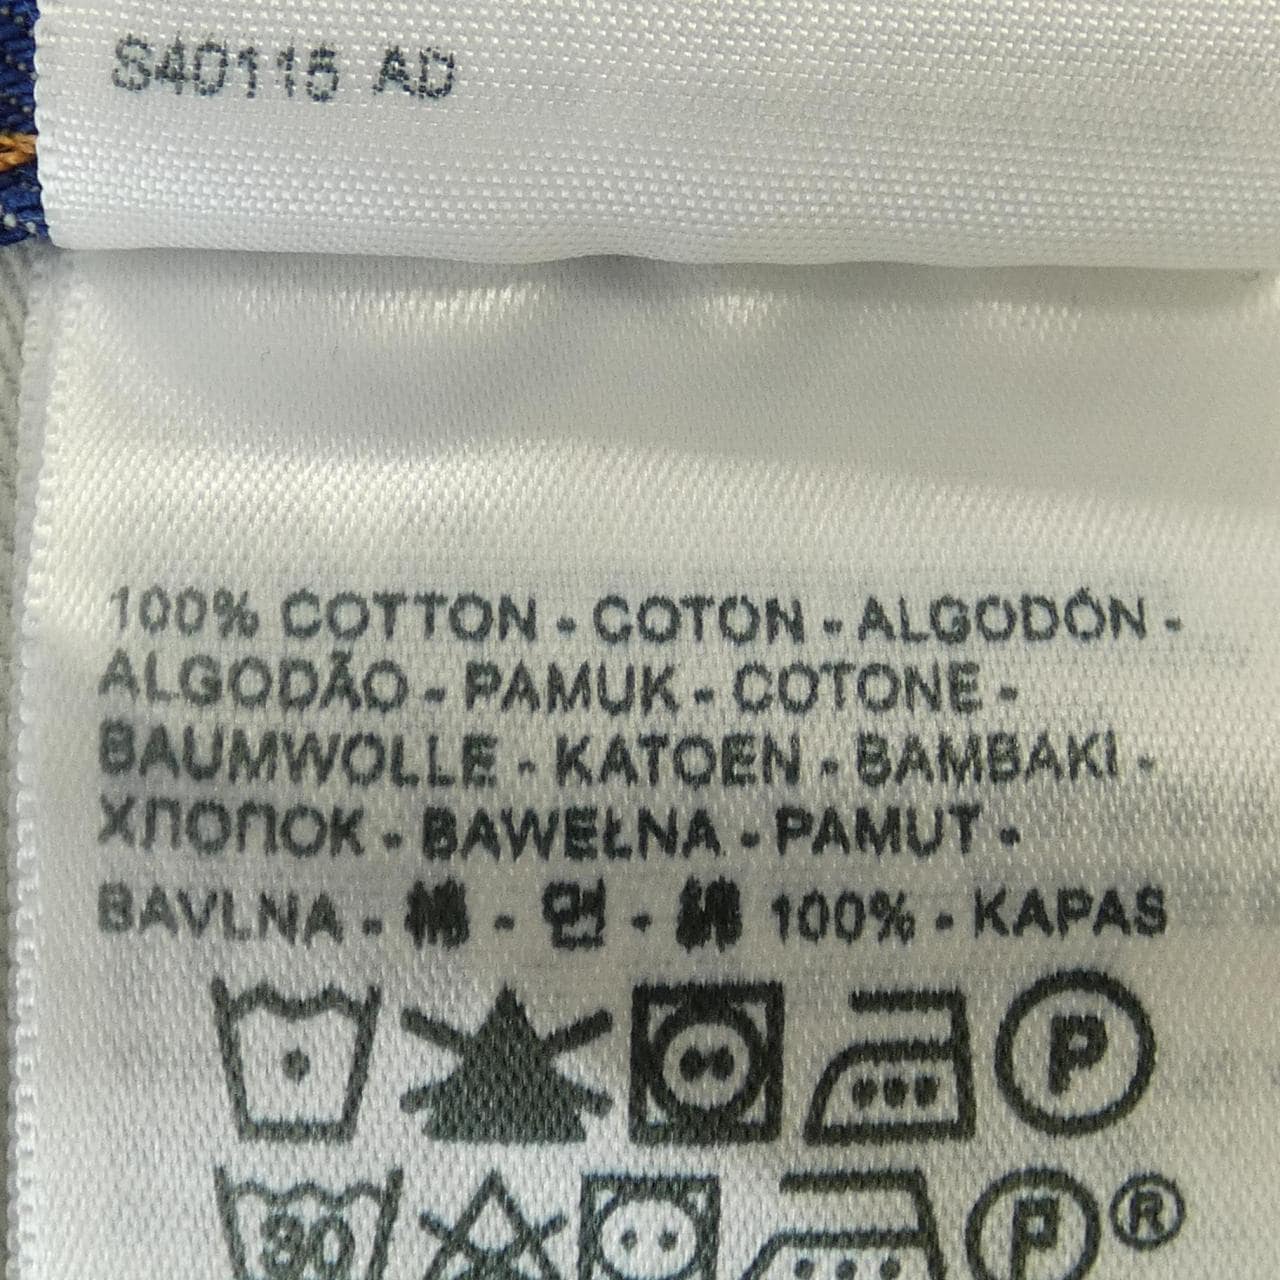 S40115 AD
100% COTTON - COTON - ALGODÓN -
ALGODÃO - PAMUK - COTONE -
BAUMWOLLE - KATOEN - BAMBAKI -
ХЛОПОК - BAWEŁNA - PAMUT -
BAVLNA - 棉 - 면 - 綿 100% - KAPAS
P
30 P ®